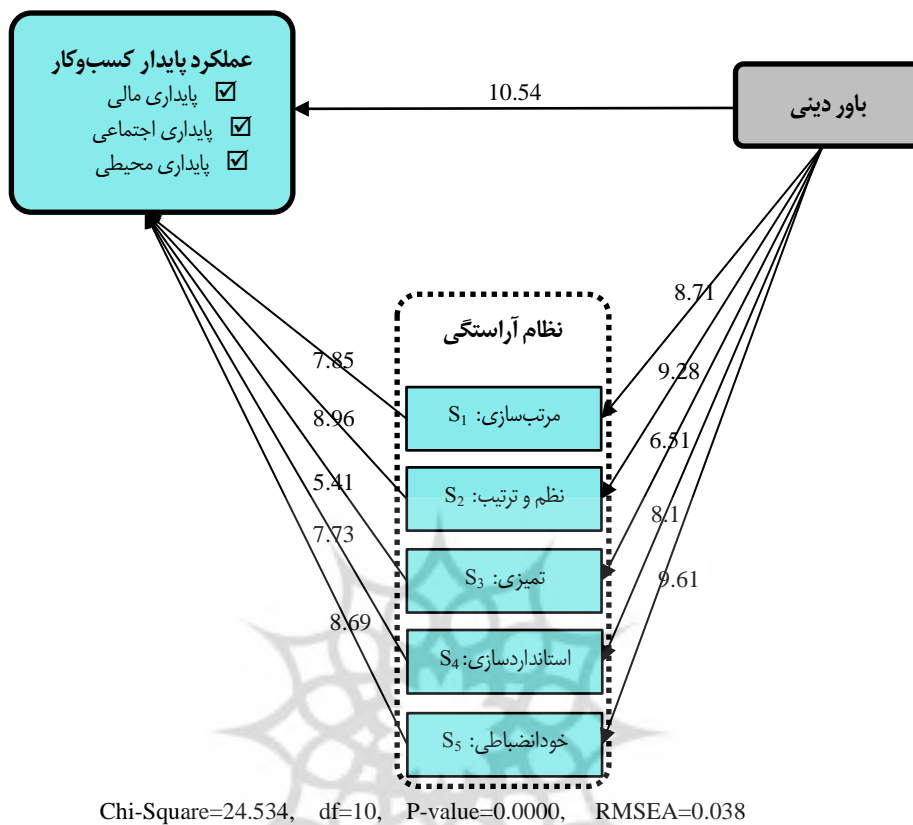 عملکرد پایدار کسب‌وکار
☑ پایداری مالی
☑ پایداری اجتماعی
☑ پایداری محیطی
باور دینی
10.54
نظام آراستگی
S1 :مرتب‌سازی
S2 :نظم و ترتیب
S3 :تمیزی
S4 :استانداردسازی
S5 :خودانضباطی
8.71
9.28
6.51
8.1
9.61
7.85
8.96
5.41
7.73
8.69
Chi-Square=24.534, df=10, P-value=0.0000, RMSEA=0.038